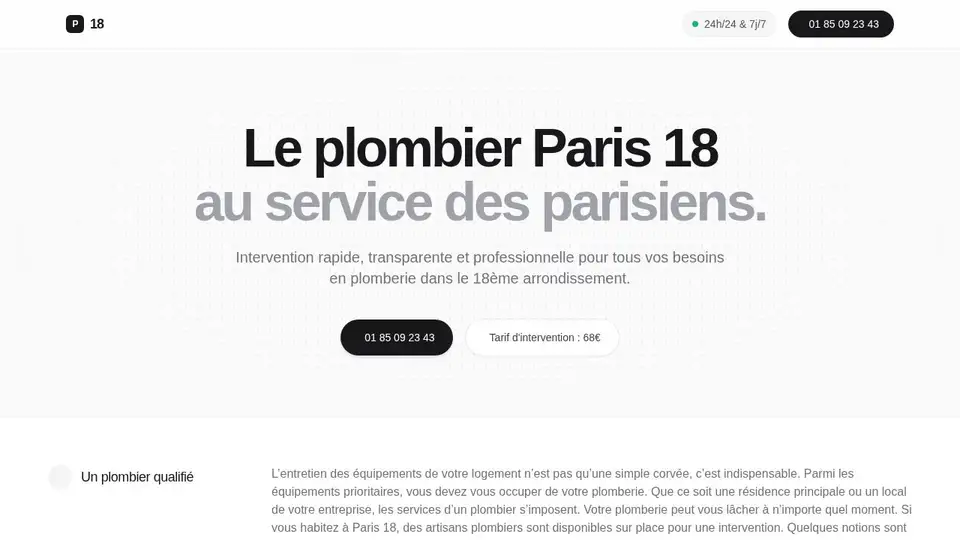 P 18
24h/24 & 7j/7
01 85 09 23 43
Le plombier Paris 18
au service des parisiens.
Intervention rapide, transparente et professionnelle pour tous vos besoins
en plomberie dans le 18ème arrondissement.
01 85 09 23 43
Tarif d'intervention : 68€
Un plombier qualifié
L’entretien des équipements de votre logement n’est pas qu’une simple corvée, c’est indispensable. Parmi les
équipements prioritaires, vous devez vous occuper de votre plomberie. Que ce soit une résidence principale ou un local
de votre entreprise, les services d’un plombier s’imposent. Votre plomberie peut vous lâcher à n’importe quel moment. Si
vous habitez à Paris 18, des artisans plombiers sont disponibles sur place pour une intervention. Quelques notions sont